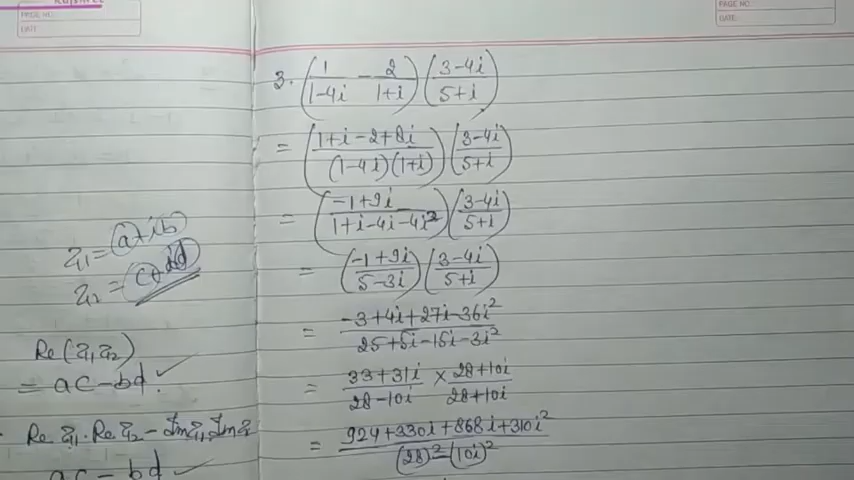 PAGE NO.
DATE
PAGE NO.
DATE:
z₁ = a+ib
z₂ = c+id
Re(z₁z₂)
= ac-bd. ✓
Re z₁. Re z₂ - Im z₁ Im z₂
ac - bd ✓
3. (1/(1-4i) - 2/(1+i)) ((3-4i)/(5+i))
= ((1+i-2+8i)/((1-4i)(1+i))) ((3-4i)/(5+i))
= ((-1+9i)/(1+i-4i-4i²)) ((3-4i)/(5+i))
= ((-1+9i)/(5-3i)) ((3-4i)/(5+i))
= (-3+4i+27i-36i²)/(25+5i-15i-3i²)
= (33+31i)/(28-10i) × (28+10i)/(28+10i)
= (924+330i+868i+310i²)/((28)²-(10i)²)